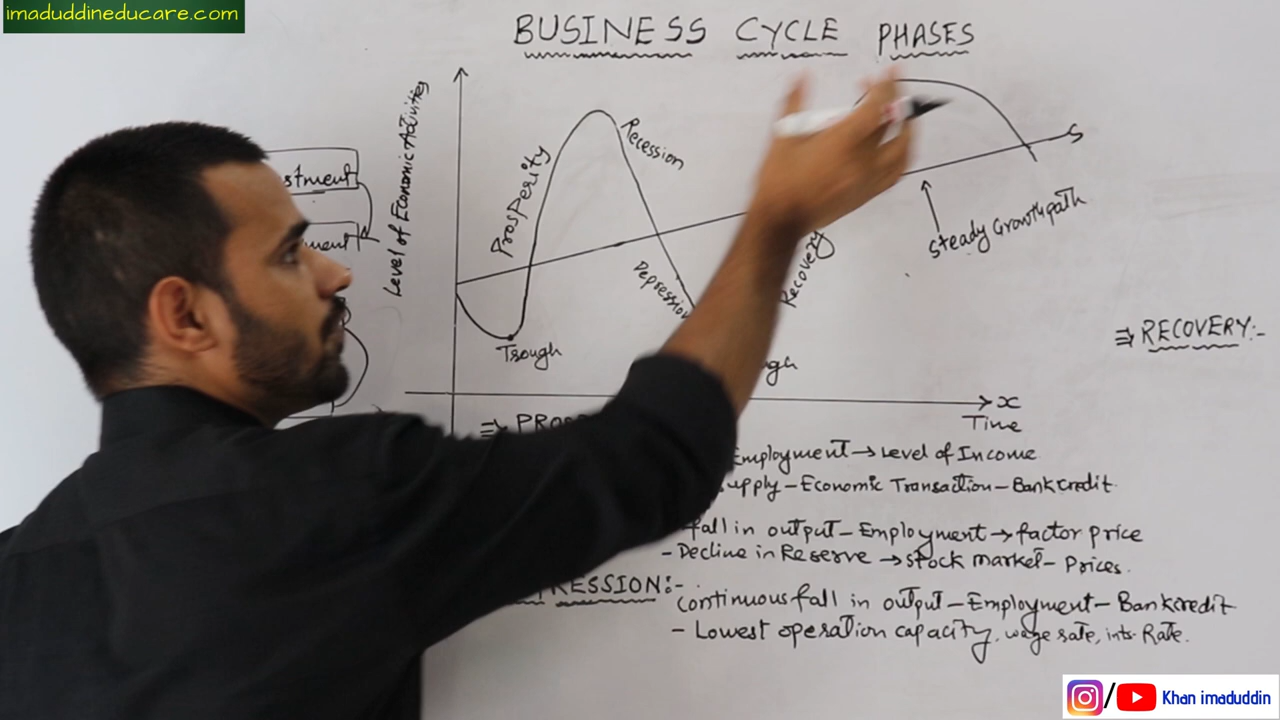 imaduddineducare.com
BUSINESS CYCLE PHASES
Level of Economic Activities
Prosperity
Recession
S
Steady Growth path
Recovery
Depression
Trough
⇒ RECOVERY:-
x
Time
Employment → Level of Income
Supply - Economic Transaction - Bank credit
fall in output - Employment → factor price
- Decline in Reserve → stock market - Prices.
RESSION:-
continuous fall in output - Employment - Bank credit
- Lowest operation capacity, wage rate, int. Rate.
Khan imaduddin